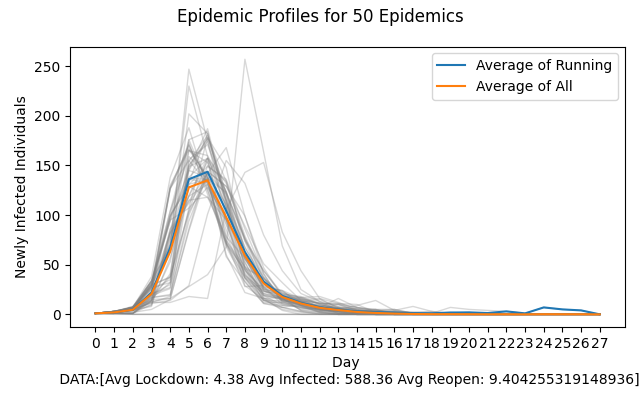 Epidemic Profiles for 50 Epidemics
Average of Running
Average of All
Newly Infected Individuals
250
200
150
100
50
0
0 1 2 3 4 5 6 7 8 9 10 11 12 13 14 15 16 17 18 19 20 21 22 23 24 25 26 27
Day
DATA:[Avg Lockdown: 4.38 Avg Infected: 588.36 Avg Reopen: 9.404255319148936]